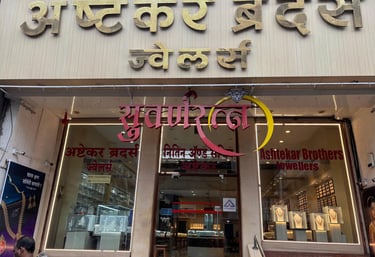 अष्टेकर ब्रदर्स
ज्वेलर्स
सुवर्णरत्न
अष्टेकर ब्रदर्स
ज्वेलर्स
नितिन अॅण्ड
Ashtekar Brothers
Jewellers